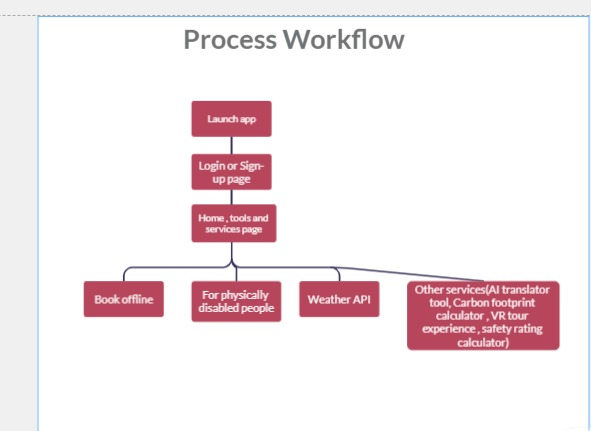 Process Workflow
Launch app
Login or Sign-
up page
Home , tools and
services page
Book offline
For physically
disabled people
Weather API
Other services(AI translator
tool, Carbon footprint
calculator , VR tour
experience , safety rating
calculator)